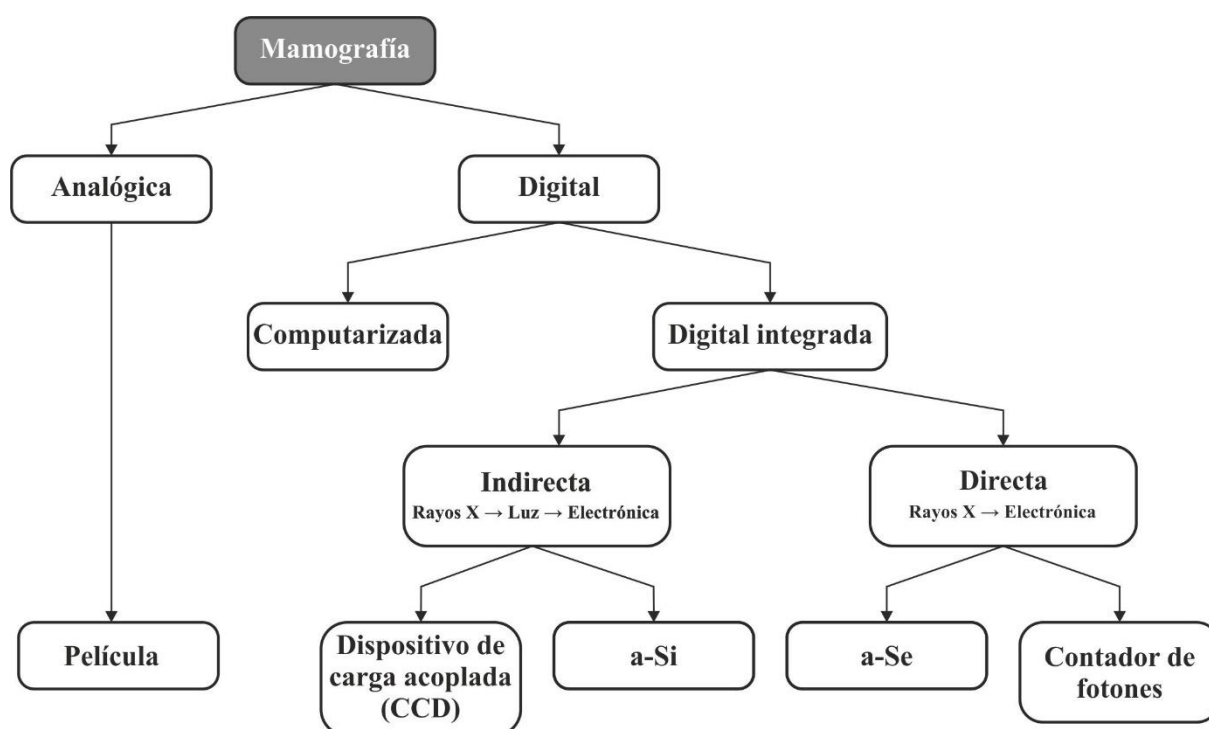 Mamografía
Analógica
Digital
Computarizada
Digital integrada
Indirecta
Rayos X → Luz → Electrónica
Directa
Rayos X → Electrónica
Película
Dispositivo de
carga acoplada
(CCD)
a-Si
a-Se
Contador de
fotones